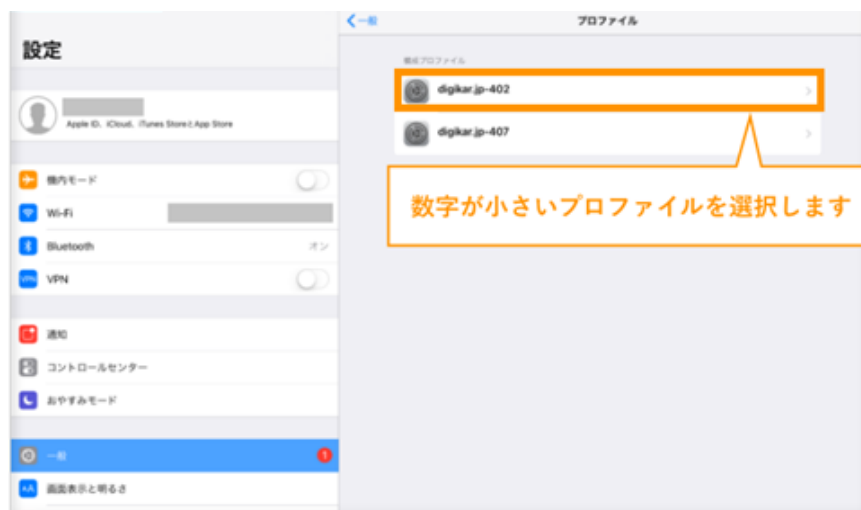 設定
Apple ID、iCloud、iTunes StoreとApp Store
機内モード
Wi-Fi
Bluetooth
オン
VPN
VPN
通知
コントロールセンター
おやすみモード
一般
1
AA
画面表示と明るさ
一般
プロファイル
構成プロファイル
digikar.jp-402
digikar.jp-407
数字が小さいプロファイルを選択します